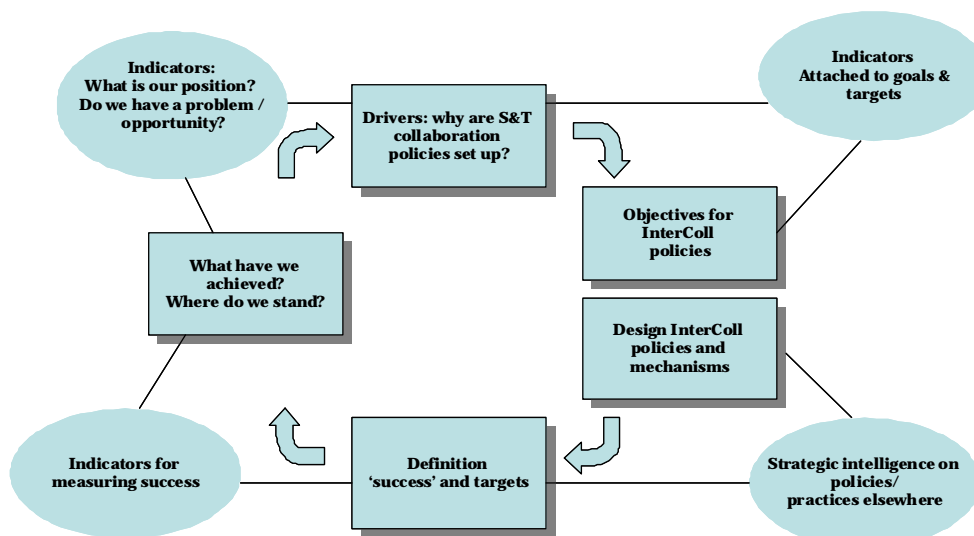 Indicators:
What is our position?
Do we have a problem /
opportunity?
Drivers: why are S&T
collaboration
policies set up?
Indicators
Attached to goals &
targets
Objectives for
InterColl
policies
What have we
achieved?
Where do we stand?
Design InterColl
policies and
mechanisms
Indicators for
measuring success
Definition
‘success’ and targets
Strategic intelligence on
policies/
practices elsewhere